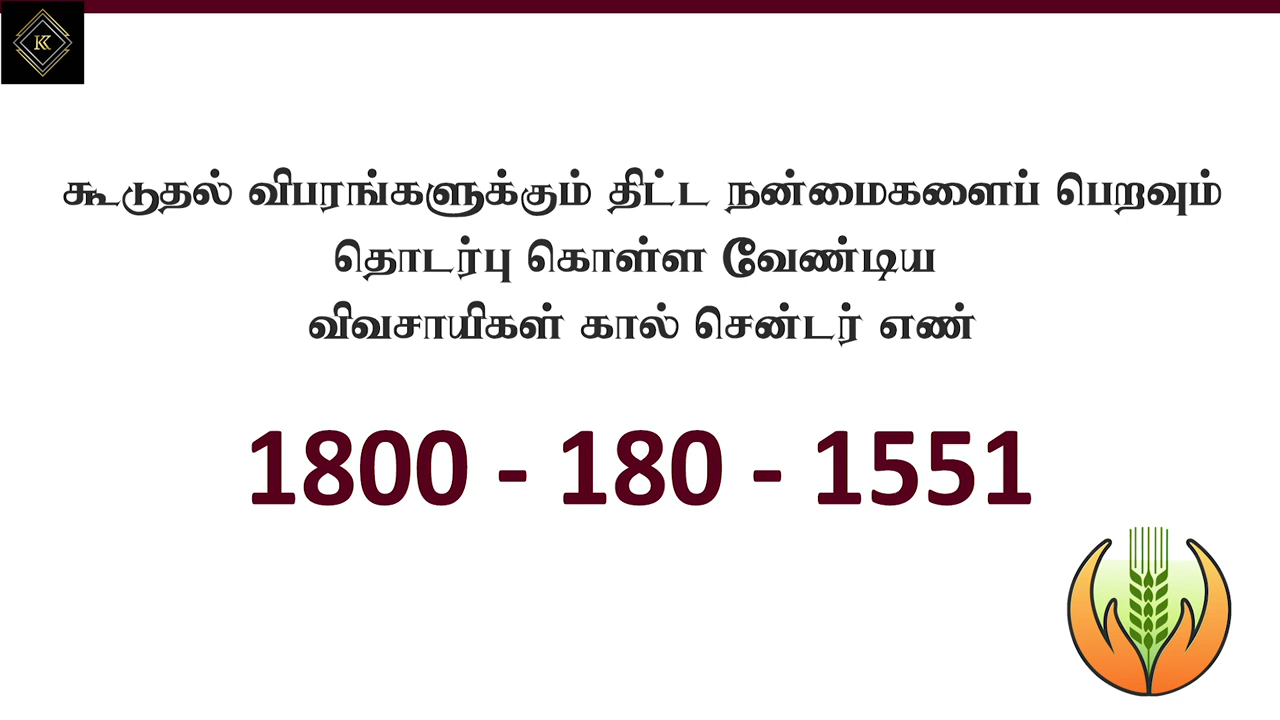 கூடுதல் விபரங்களுக்கும் திட்ட நன்மைகளைப் பெறவும்
தொடர்பு கொள்ள வேண்டிய
விவசாயிகள் கால் சென்டர் எண்
1800 - 180 - 1551